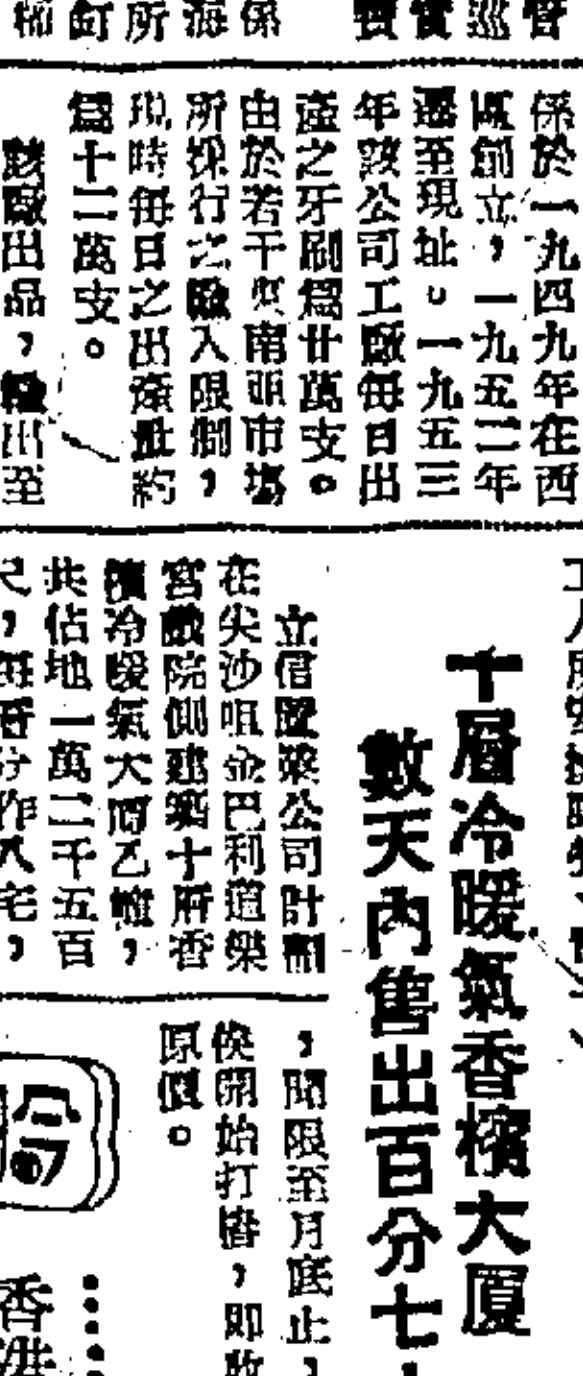 係於一九四九年在西
區創立，一九五二年
遷至現址。一九五三
年該公司工廠每日出
產之牙刷爲廿萬支。
由於若干東南亞市塲
所採行之輸入限制，
現時每日之出產量約
爲十二萬支。
該廠出品，輸出至
十層冷暖氣香檳大厦
數天內售出百分七
立信置業公司計劃
在尖沙咀金巴利道樂
宮戲院側建築十層香
檳冷暖氣大厦乙幢，
共佔地一萬二千五百
尺，每層分作八宅，
，聞限至月底止，
俟開始打樁，即收
原價。
香港